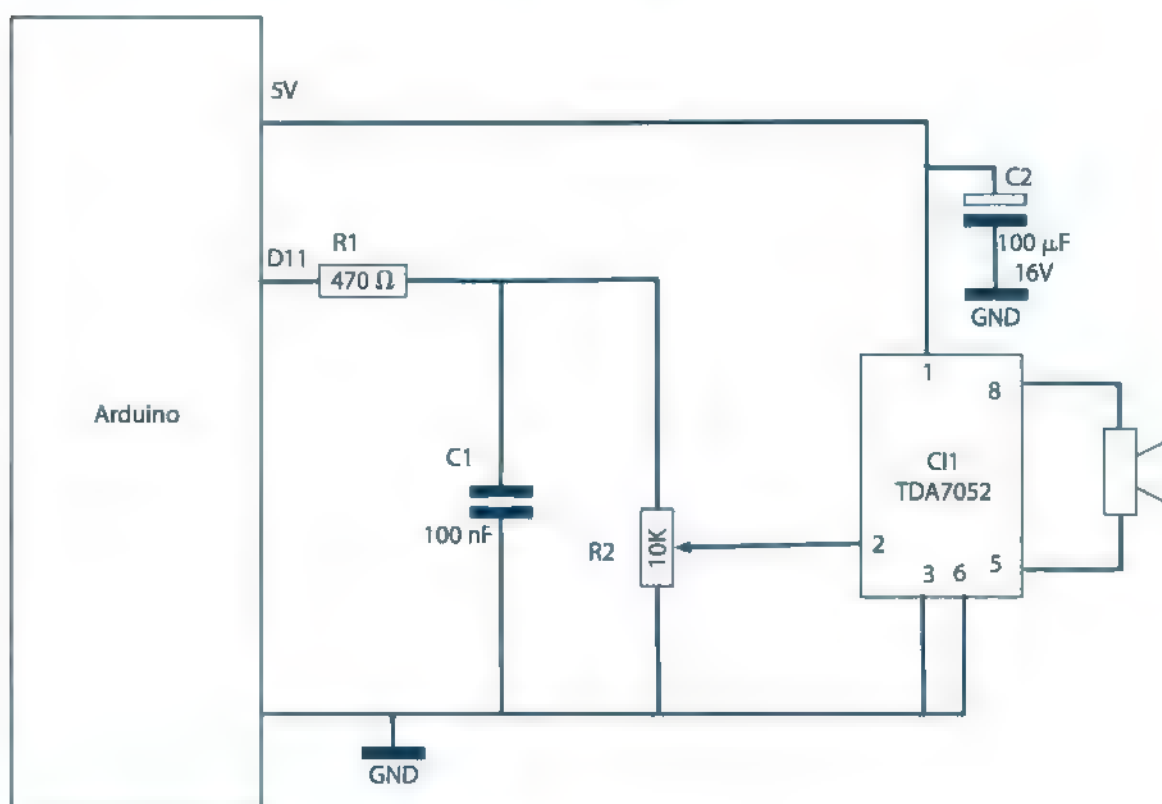 5V
C2
100 µF
16V
GND
R1
D11
470 Ω
1
8
Arduino
C1
CI1
TDA7052
100 nF
R2
10K
2
3
6
5
GND